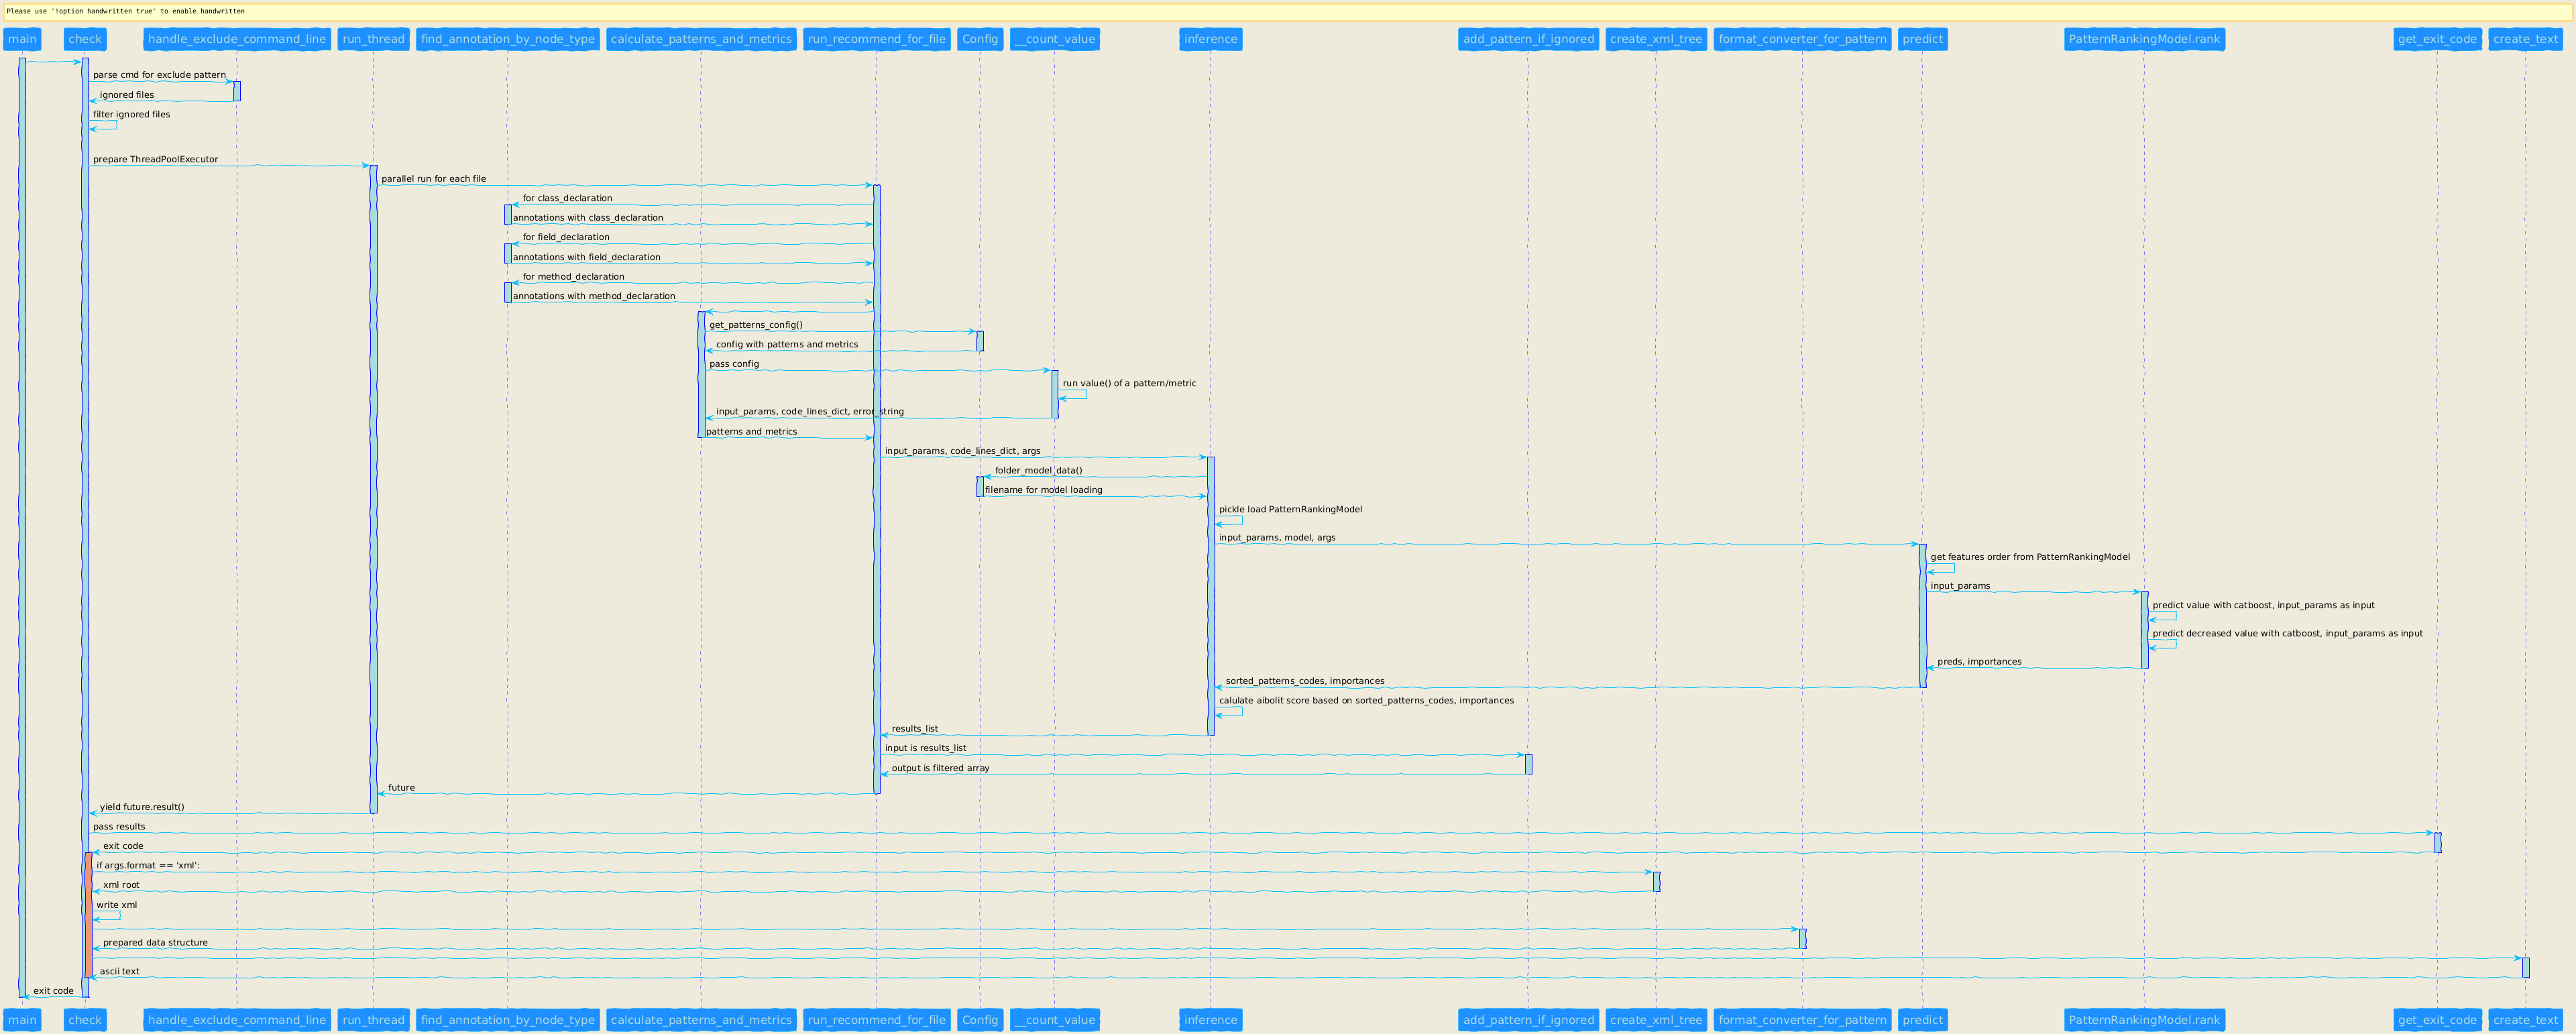 Please use '!option handwritten true' to enable handwritten
main check handle_exclude_command_line run_thread find_annotation_by_node_type calculate_patterns_and_metrics run_recommend_for_file Config __count_value inference add_pattern_if_ignored create_xml_tree format_converter_for_pattern predict PatternRankingModel.rank get_exit_code create_text
parse cmd for exclude pattern
ignored files
filter ignored files
prepare ThreadPoolExecutor
parallel run for each file
for class_declaration
annotations with class_declaration
for field_declaration
annotations with field_declaration
for method_declaration
annotations with method_declaration
get_patterns_config()
config with patterns and metrics
pass config
run value() of a pattern/metric
input_params, code_lines_dict, error_string
patterns and metrics
input_params, code_lines_dict, args
folder_model_data()
filename for model loading
pickle load PatternRankingModel
input_params, model, args
get features order from PatternRankingModel
input_params
predict value with catboost, input_params as input
predict decreased value with catboost, input_params as input
preds, importances
sorted_patterns_codes, importances
calulate aibolit score based on sorted_patterns_codes, importances
results_list
input is results_list
output is filtered array
future
yield future.result()
pass results
exit code
if args.format == 'xml':
xml root
write xml
prepared data structure
ascii text
exit code
main check handle_exclude_command_line run_thread find_annotation_by_node_type calculate_patterns_and_metrics run_recommend_for_file Config __count_value inference add_pattern_if_ignored create_xml_tree format_converter_for_pattern predict PatternRankingModel.rank get_exit_code create_text